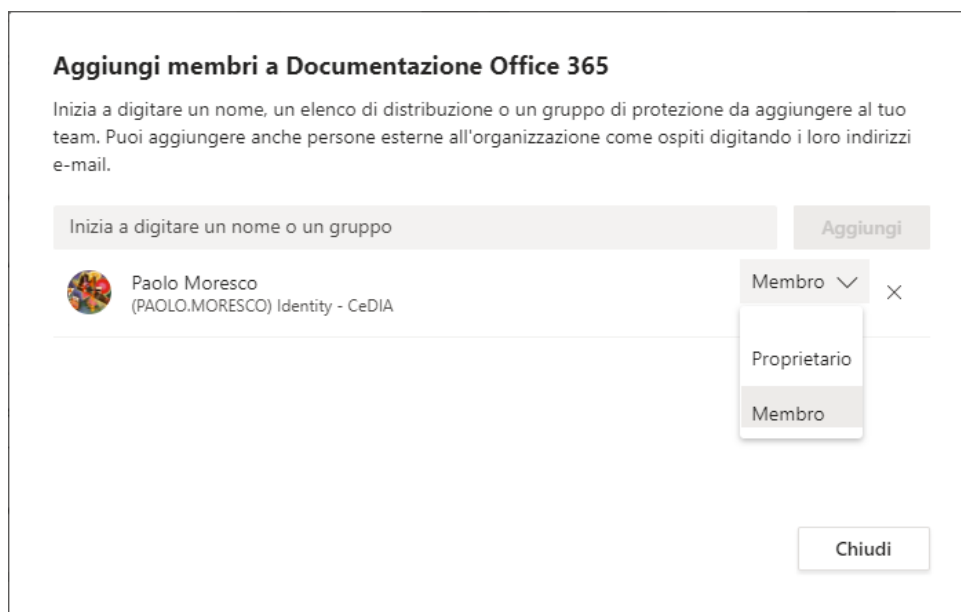 Aggiungi membri a Documentazione Office 365
Inizia a digitare un nome, un elenco di distribuzione o un gruppo di protezione da aggiungere al tuo
team. Puoi aggiungere anche persone esterne all'organizzazione come ospiti digitando i loro indirizzi
e-mail.
Inizia a digitare un nome o un gruppo
Aggiungi
Paolo Moresco
(PAOLO.MORESCO) Identity - CeDIA
Membro
Proprietario
Membro
Chiudi